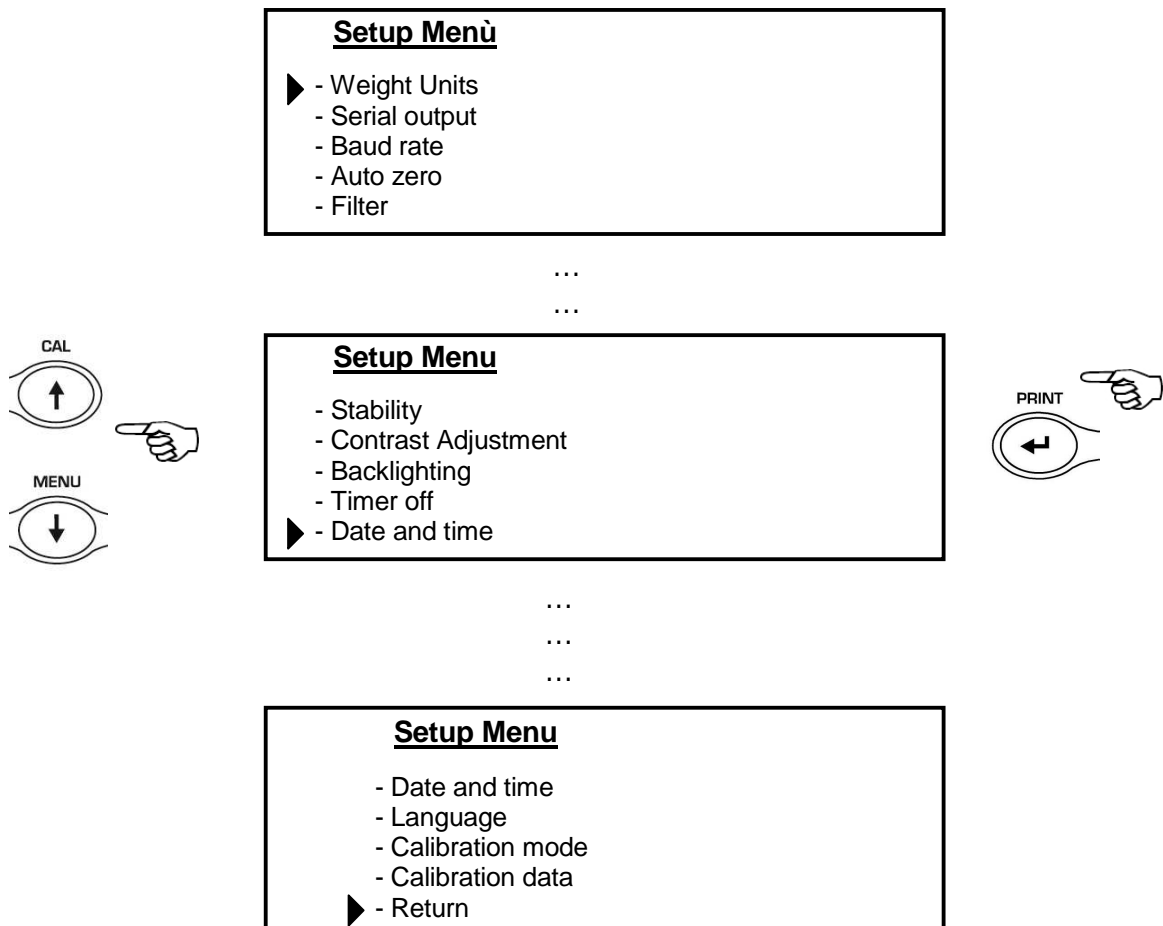 Setup Menù
- Weight Units
- Serial output
- Baud rate
- Auto zero
- Filter
...
...
CAL
MENU
Setup Menu
- Stability
- Contrast Adjustment
- Backlighting
- Timer off
- Date and time
PRINT
...
...
...
Setup Menu
- Date and time
- Language
- Calibration mode
- Calibration data
- Return